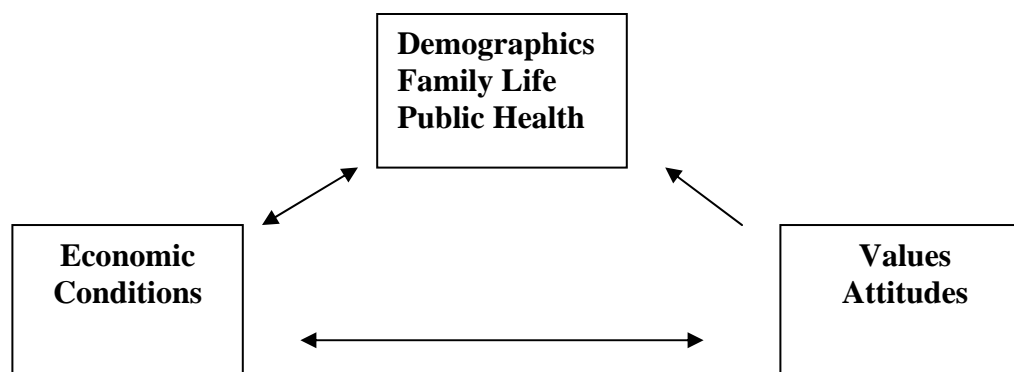 Demographics
Family Life
Public Health
Economic
Conditions
Values
Attitudes